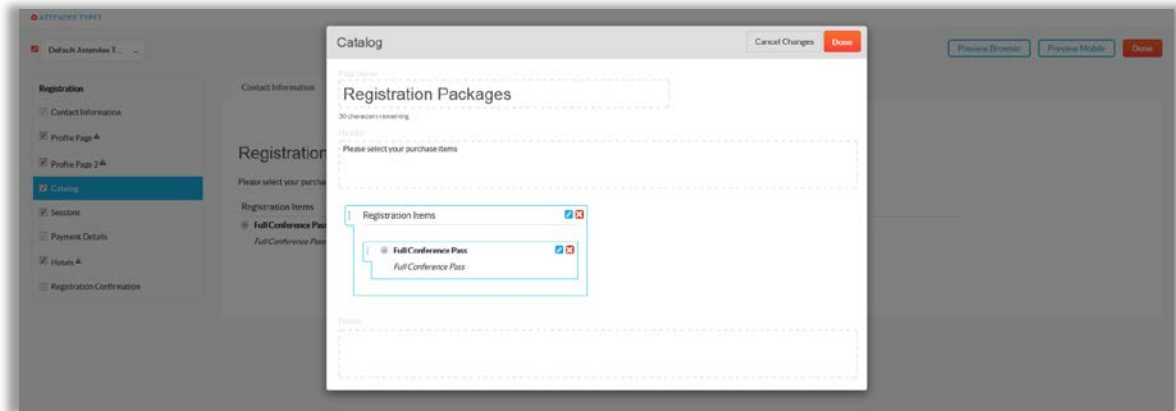 ATTENDEE TYPES
Default Attendee T...
Preview Browser
Preview Mobile
Done
Registration
Contact Information
Profile Page
Profile Page 2
Catalog
Sessions
Payment Details
Hotels
Registration Confirmation
Contact Information
Registration
Please select your purcha
Registration Items
Full Conference Pas
Full Conference Pass
Catalog
Cancel Changes
Done
Page Name
Registration Packages
30 characters remaining
Header
Please select your purchase items
Registration Items
Full Conference Pass
Full Conference Pass
Footer